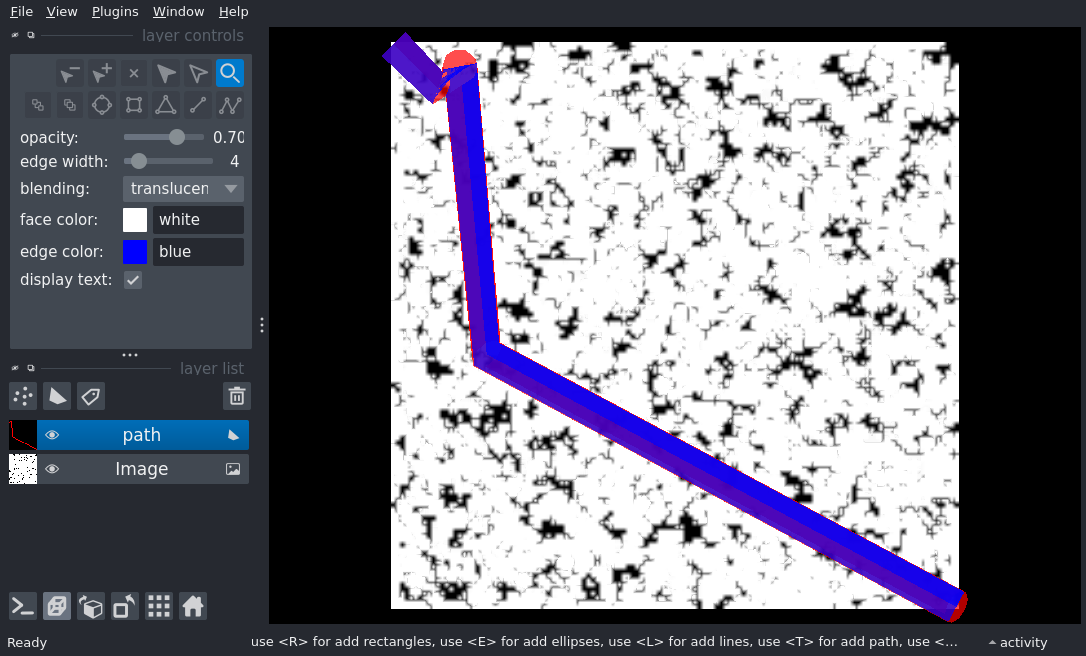 File View Plugins Window Help
layer controls
opacity: 0.70
edge width: 4
blending: translucen
face color: white
edge color: blue
display text:
layer list
path
Image
Ready use <R> for add rectangles, use <E> for add ellipses, use <L> for add lines, use <T> for add path, use <... activity